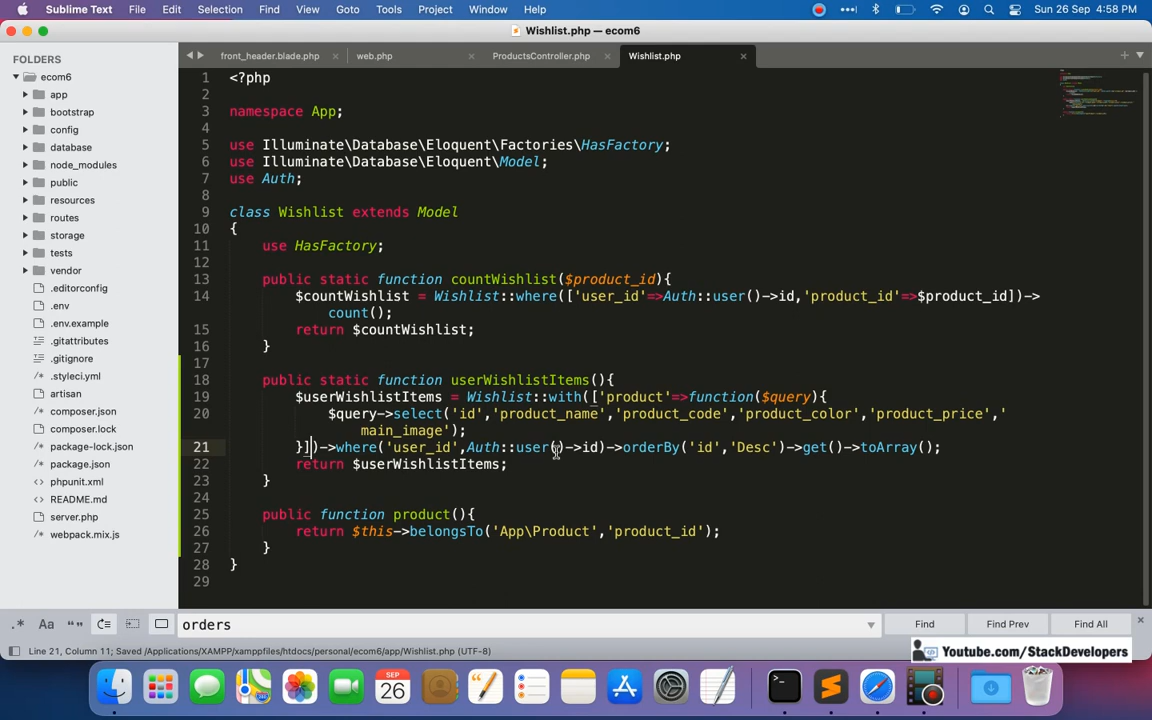 Sublime Text File Edit Selection Find View Goto Tools Project Window Help Sun 26 Sep 4:58 PM
Wishlist.php — ecom6
FOLDERS
ecom6
app
bootstrap
config
database
node_modules
public
resources
routes
storage
tests
vendor
.editorconfig
.env
.env.example
.gitattributes
.gitignore
.styleci.yml
artisan
composer.json
composer.lock
package-lock.json
package.json
phpunit.xml
README.md
server.php
webpack.mix.js
front_header.blade.php web.php ProductsController.php Wishlist.php
1 <?php
2
3 namespace App;
4
5 use Illuminate\Database\Eloquent\Factories\HasFactory;
6 use Illuminate\Database\Eloquent\Model;
7 use Auth;
8
9 class Wishlist extends Model
10 {
11 use HasFactory;
12
13 public static function countWishlist($product_id){
14 $countWishlist = Wishlist::where(['user_id'=>Auth::user()->id,'product_id'=>$product_id])->
count();
15 return $countWishlist;
16 }
17
18 public static function userWishlistItems(){
19 $userWishlistItems = Wishlist::with(['product'=>function($query){
20 $query->select('id','product_name','product_code','product_color','product_price','
main_image');
21 }])->where('user_id',Auth::user()->id)->orderBy('id','Desc')->get()->toArray();
22 return $userWishlistItems;
23 }
24
25 public function product(){
26 return $this->belongsTo('App\Product','product_id');
27 }
28 }
29
.* Aa “” orders Find Find Prev Find All
Line 21, Column 11; Saved /Applications/XAMPP/xamppfiles/htdocs/personal/ecom6/app/Wishlist.php (UTF-8)
Youtube.com/StackDevelopers
SEP
26